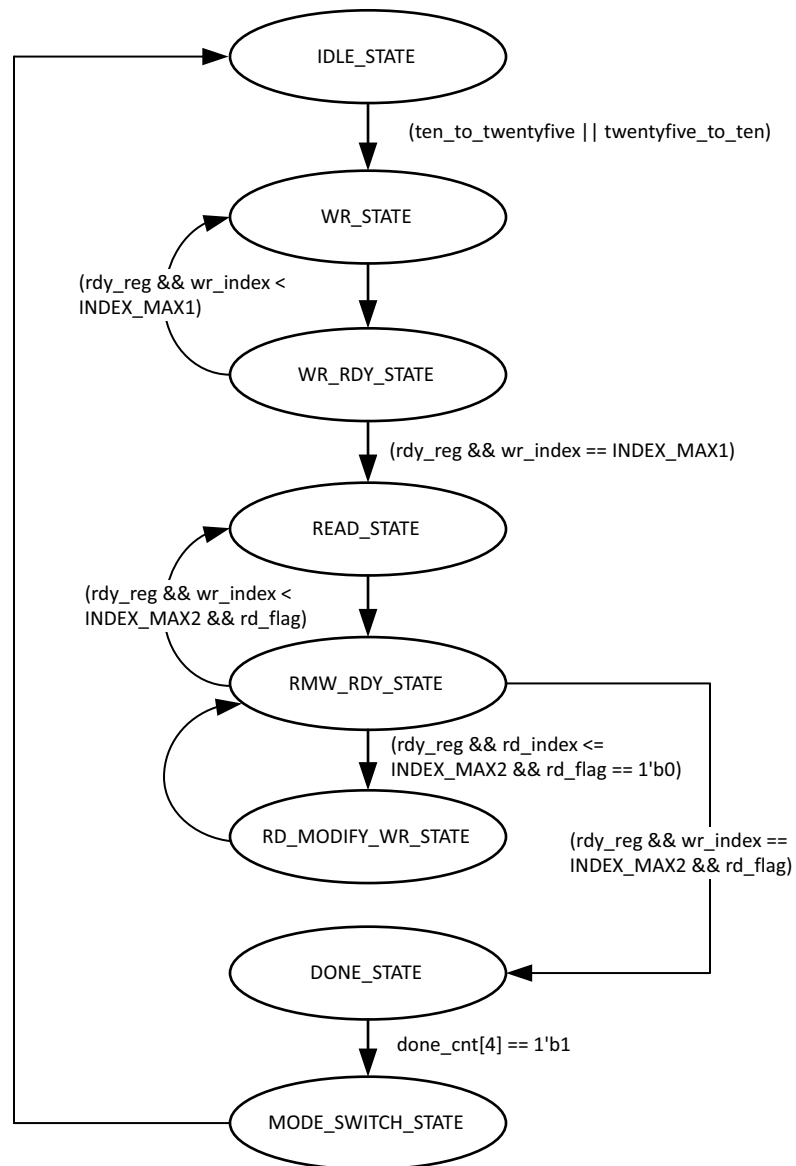 IDLE_STATE
(ten_to_twentyfive || twentyfive_to_ten)
WR_STATE
(rdy_reg && wr_index <
INDEX_MAX1)
WR_RDY_STATE
(rdy_reg && wr_index == INDEX_MAX1)
READ_STATE
(rdy_reg && wr_index <
INDEX_MAX2 && rd_flag)
RMW_RDY_STATE
(rdy_reg && rd_index <=
INDEX_MAX2 && rd_flag == 1'b0)
RD_MODIFY_WR_STATE
(rdy_reg && wr_index ==
INDEX_MAX2 && rd_flag)
DONE_STATE
done_cnt[4] == 1'b1
MODE_SWITCH_STATE